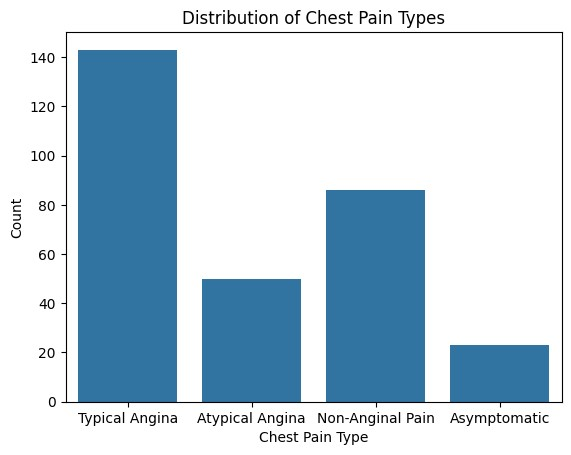 Distribution of Chest Pain Types
140
120
100
80
60
40
20
0
Count
Typical Angina Atypical Angina Non-Anginal Pain Asymptomatic
Chest Pain Type